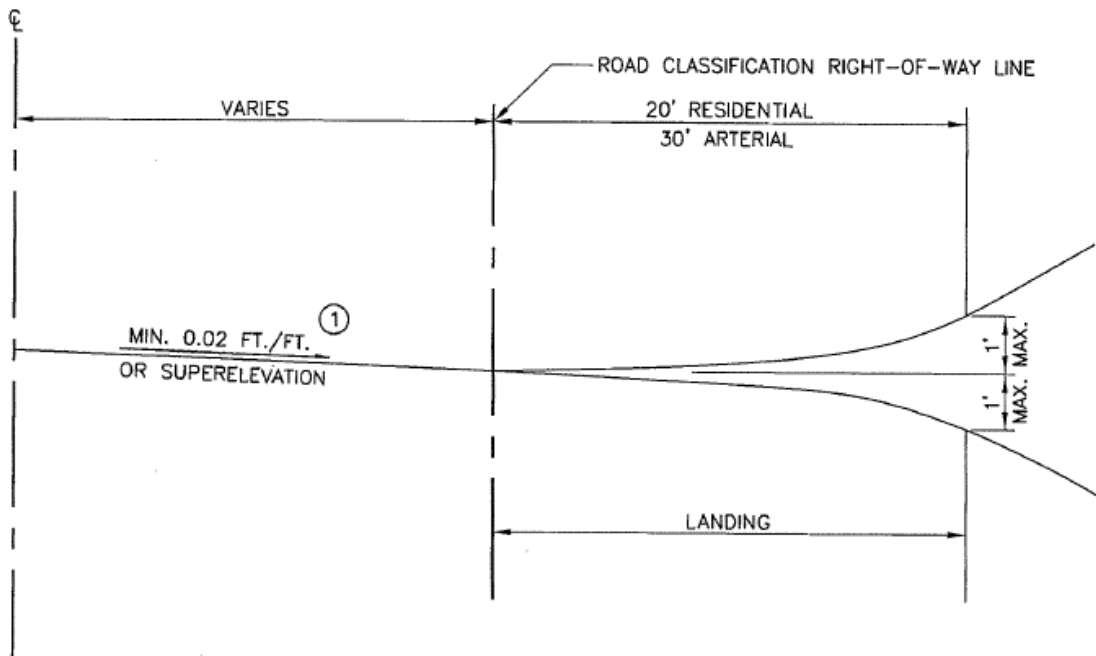 ℄
ROAD CLASSIFICATION RIGHT-OF-WAY LINE
VARIES
20' RESIDENTIAL
30' ARTERIAL
1
MIN. 0.02 FT./FT.
OR SUPERELEVATION
1'
MAX.
1'
MAX.
LANDING